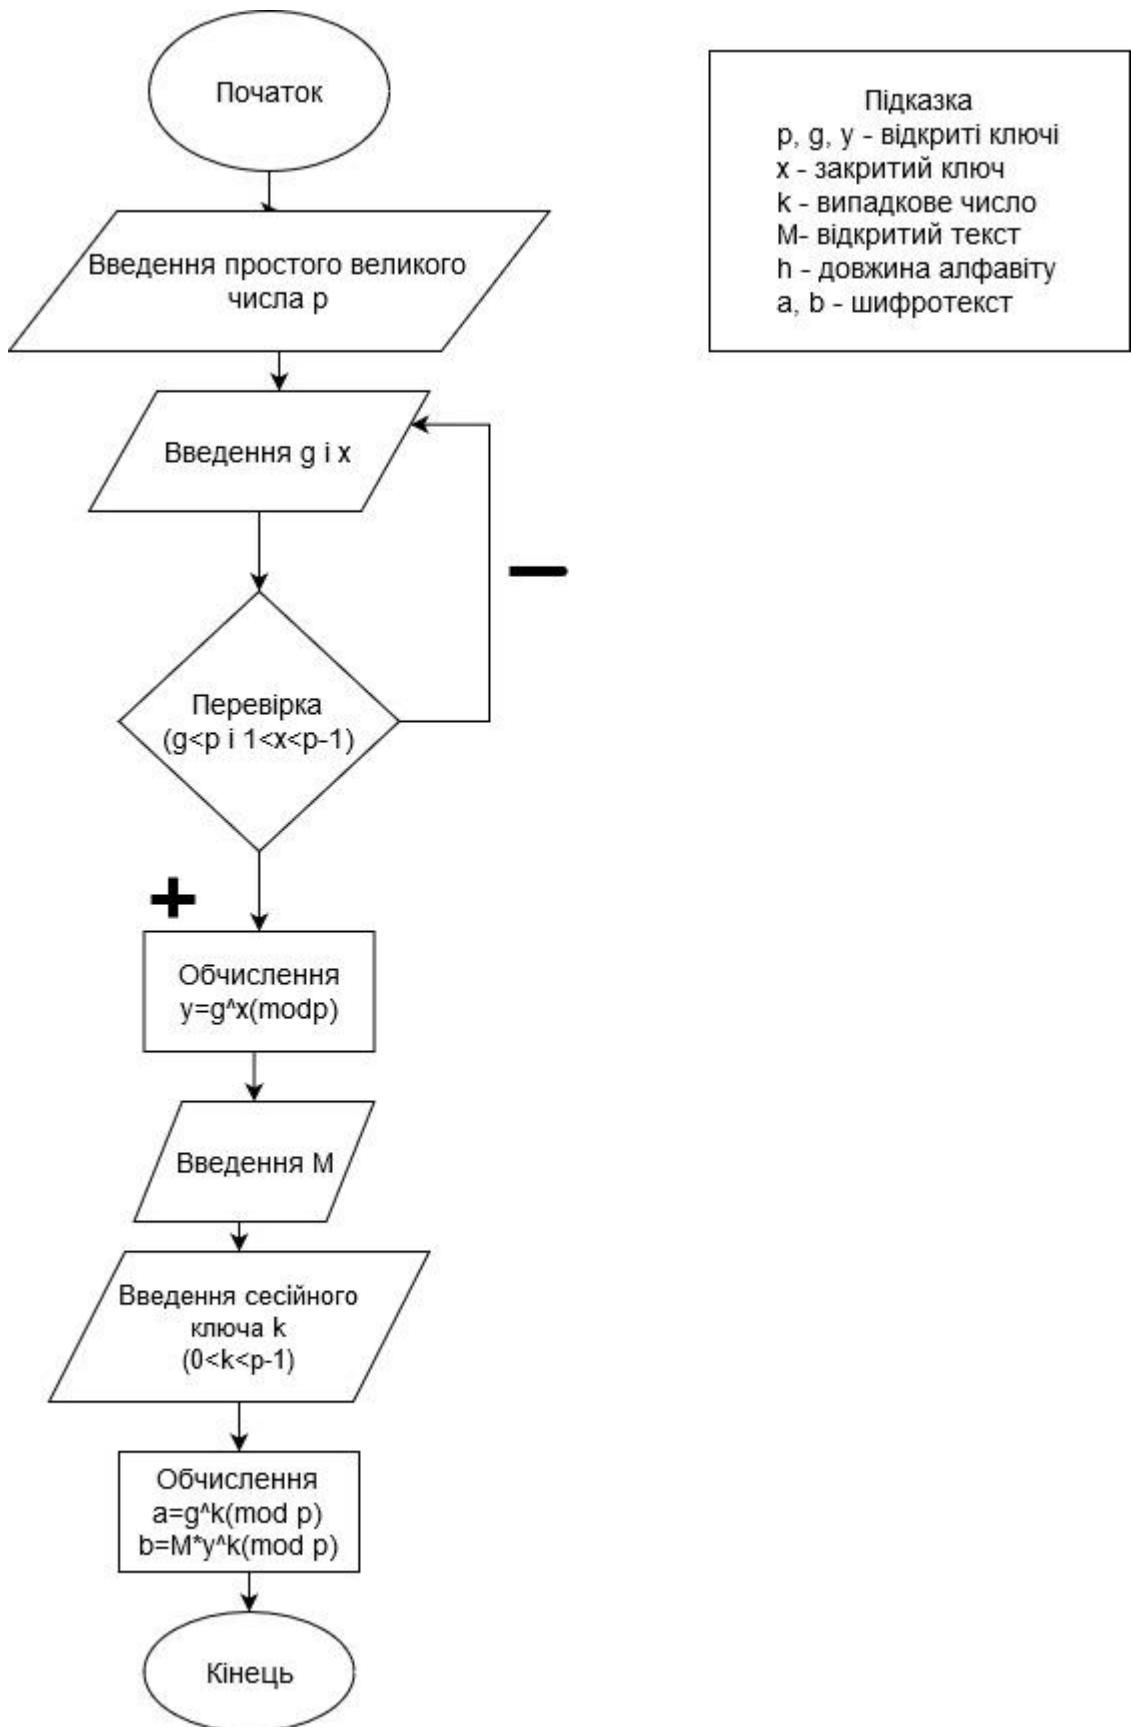 Початок
Введення простого великого
числа p
Введення g і x
Перевірка
(g<p і 1<x<p-1)
Обчислення
y=g^x(modp)
Введення М
Введення сесійного
ключа k
(0<k<p-1)
Обчислення
a=g^k(mod p)
b=M*y^k(mod p)
Кінець
Підказка
p, g, y - відкриті ключі
x - закритий ключ
k - випадкове число
М- відкритий текст
h - довжина алфавіту
a, b - шифротекст